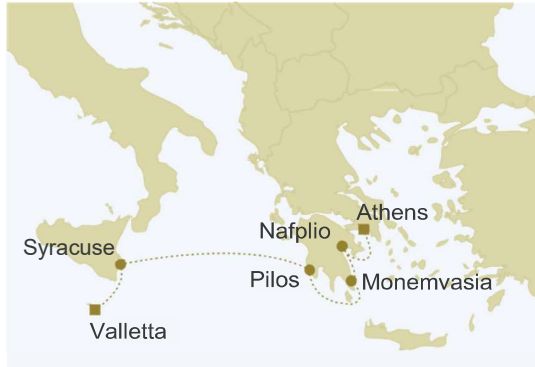 Athens
Nafplio
Syracuse
Pilos
Monemvasia
Valletta